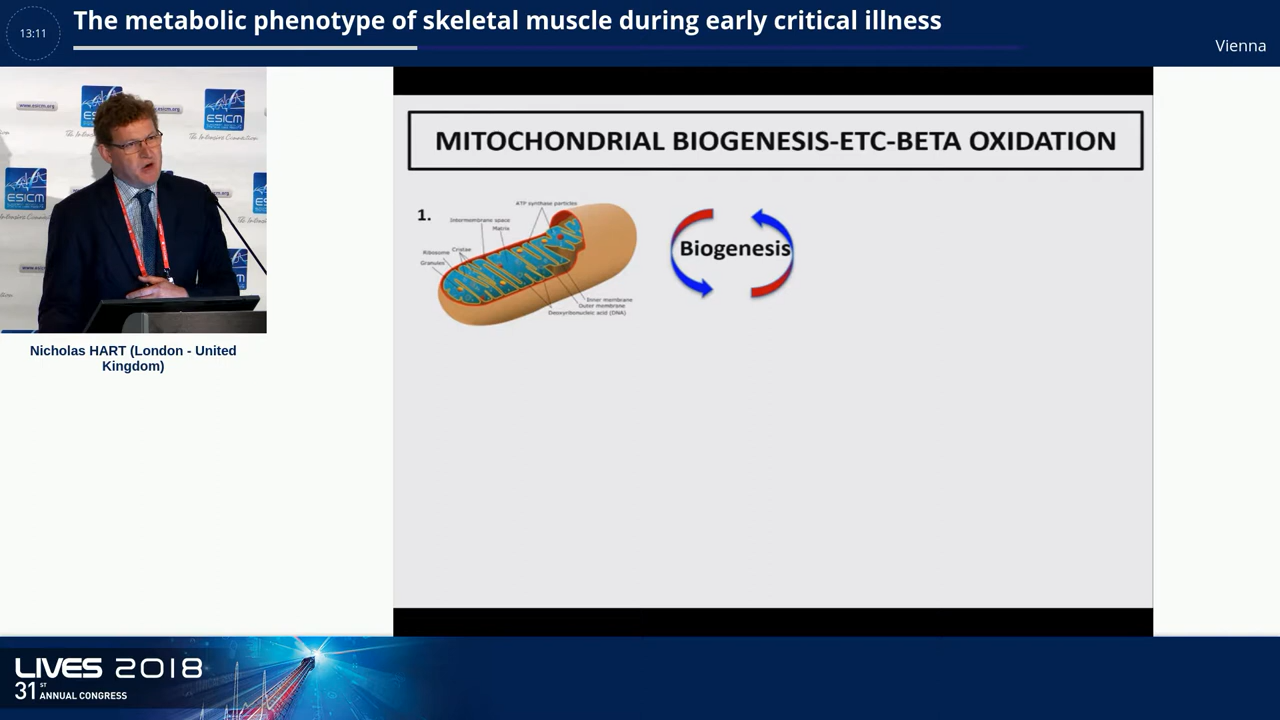 13:11
The metabolic phenotype of skeletal muscle during early critical illness
Vienna
www.esicm.org
ESICM
MITOCHONDRIAL BIOGENESIS-ETC-BETA OXIDATION
1.
ATP synthase particles
Intermembrane space
Matrix
Cristae
Ribosome
Granules
Inner membrane
Outer membrane
Deoxyribonucleic acid (DNA)
Biogenesis
Nicholas HART (London - United
Kingdom)
LIVES 2018
31ST ANNUAL CONGRESS